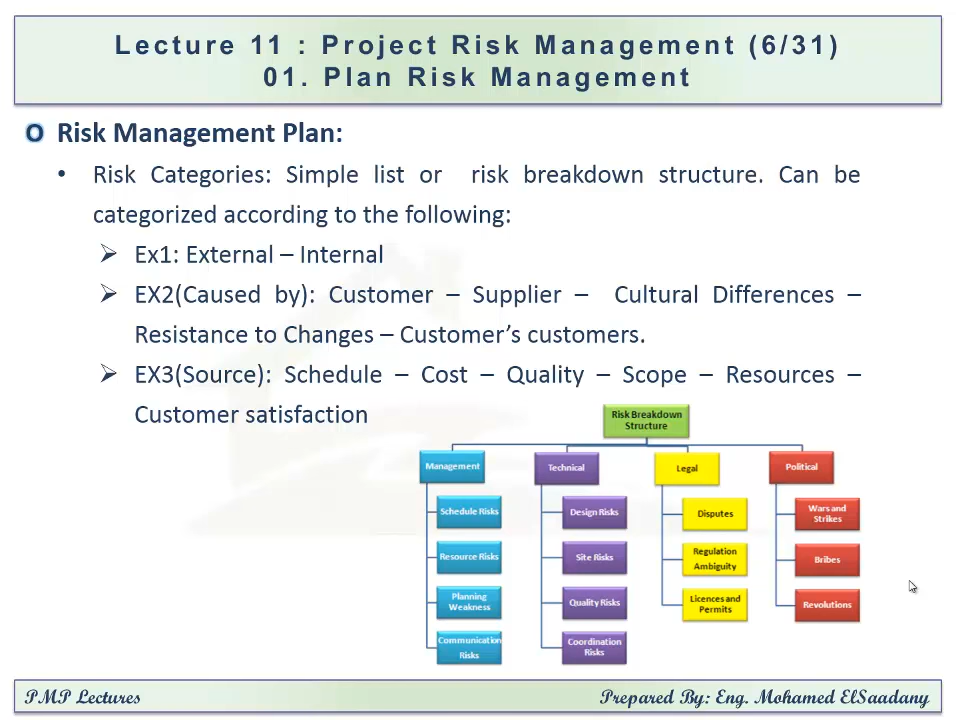 Lecture 11 : Project Risk Management (6/31)
01. Plan Risk Management
Risk Management Plan:
• Risk Categories: Simple list or risk breakdown structure. Can be
categorized according to the following:
Ex1: External – Internal
EX2(Caused by): Customer – Supplier – Cultural Differences –
Resistance to Changes – Customer’s customers.
EX3(Source): Schedule – Cost – Quality – Scope – Resources –
Customer satisfaction
Risk Breakdown
Structure
Management
Schedule Risks
Resource Risks
Planning
Weakness
Communication
Risks
Technical
Design Risks
Site Risks
Quality Risks
Coordination
Risks
Legal
Disputes
Regulation
Ambiguity
Licences and
Permits
Political
Wars and
Strikes
Bribes
Revolutions
PMP Lectures
Prepared By: Eng. Mohamed ElSaadany